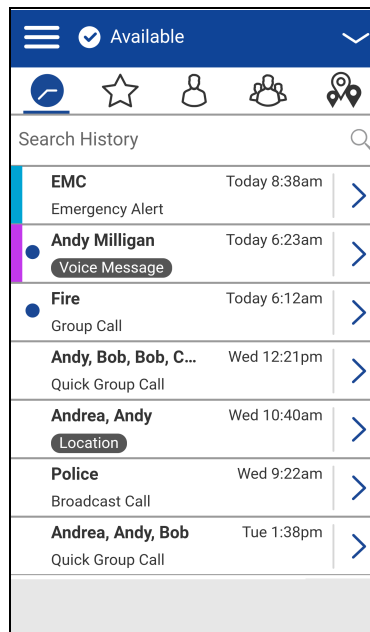 Available
Search History
EMC Today 8:38am
Emergency Alert
Andy Milligan Today 6:23am
Voice Message
Fire Today 6:12am
Group Call
Andy, Bob, Bob, C... Wed 12:21pm
Quick Group Call
Andrea, Andy Wed 10:40am
Location
Police Wed 9:22am
Broadcast Call
Andrea, Andy, Bob Tue 1:38pm
Quick Group Call